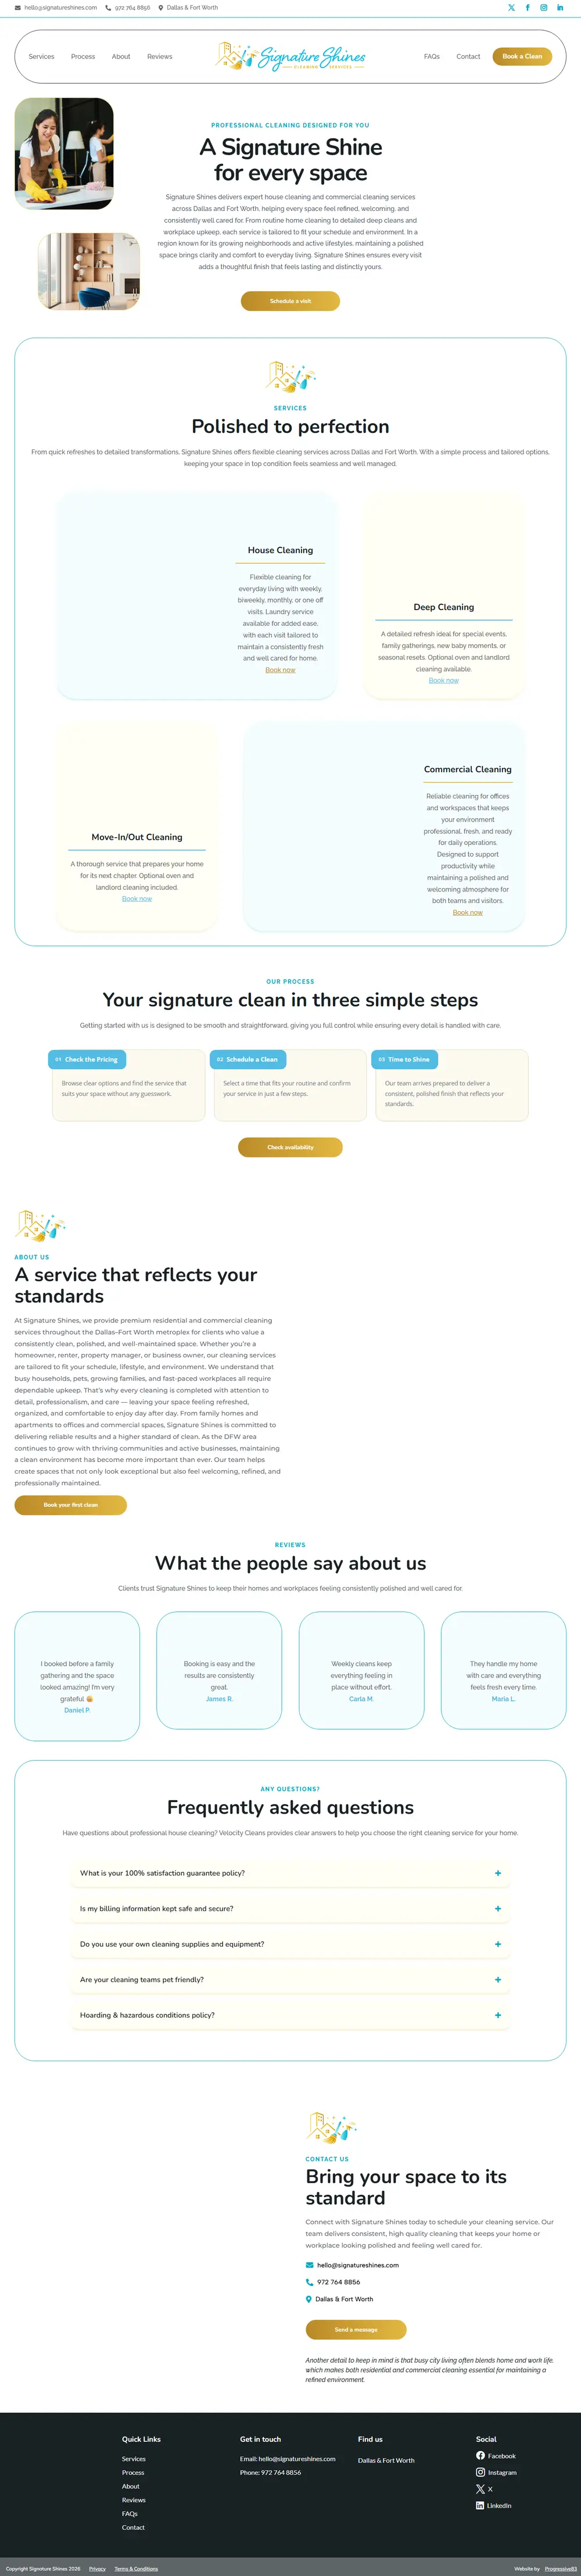 hello@signatureshines.com 972 764 8856 Dallas & Fort Worth
Services Process About Reviews
Signature Shines
CLEANING SERVICES
FAQs Contact Book a Clean
PROFESSIONAL CLEANING DESIGNED FOR YOU
A Signature Shine
for every space
Signature Shines delivers expert house cleaning and commercial cleaning services
across Dallas and Fort Worth, helping every space feel refined, welcoming, and
consistently well cared for. From routine home cleaning to detailed deep cleans and
workplace upkeep, each service is tailored to fit your schedule and environment. In a
region known for its growing neighborhoods and active lifestyles, maintaining a polished
space brings clarity and comfort to everyday living. Signature Shines ensures every visit
adds a thoughtful finish that feels lasting and distinctly yours.
Schedule a visit
SERVICES
Polished to perfection
From quick refreshes to detailed transformations, Signature Shines offers flexible cleaning services across Dallas and Fort Worth. With a simple process and tailored options,
keeping your space in top condition feels seamless and well managed.
House Cleaning
Flexible cleaning for
everyday living with weekly,
biweekly, monthly, or one off
visits. Laundry service
available for added ease,
with each visit tailored to
maintain a consistently fresh
and well cared for home.
Book now
Deep Cleaning
A detailed refresh ideal for special events,
family gatherings, new baby moments, or
seasonal resets. Optional oven and landlord
cleaning available.
Book now
Move-In/Out Cleaning
A thorough service that prepares your home
for its next chapter. Optional oven and
landlord cleaning included.
Book now
Commercial Cleaning
Reliable cleaning for offices
and workspaces that keeps
your environment
professional, fresh, and ready
for daily operations.
Designed to support
productivity while
maintaining a polished and
welcoming atmosphere for
both teams and visitors.
Book now
OUR PROCESS
Your signature clean in three simple steps
Getting started with us is designed to be smooth and straightforward, giving you full control while ensuring every detail is handled with care.
01 Check the Pricing
Browse clear options and find the service that
suits your space without any guesswork.
02 Schedule a Clean
Select a time that fits your routine and confirm
your service in just a few steps.
03 Time to Shine
Our team arrives prepared to deliver a
consistent, polished finish that reflects your
standards.
Check availability
ABOUT US
A service that reflects your
standards
At Signature Shines, we provide premium residential and commercial cleaning
services throughout the Dallas–Fort Worth metroplex for clients who value a
consistently clean, polished, and well-maintained space. Whether you're a
homeowner, renter, property manager, or business owner, our cleaning services
are tailored to fit your schedule, lifestyle, and environment. We understand that
busy households, pets, growing families, and fast-paced workplaces all require
dependable upkeep. That's why every cleaning is completed with attention to
detail, professionalism, and care — leaving your space feeling refreshed,
organized, and comfortable to enjoy day after day. From family homes and
apartments to offices and commercial spaces, Signature Shines is committed to
delivering reliable results and a higher standard of clean. As the DFW area
continues to grow with thriving communities and active businesses, maintaining
a clean environment has become more important than ever. Our team helps
create spaces that not only look exceptional but also feel welcoming, refined, and
professionally maintained.
Book your first clean
REVIEWS
What the people say about us
Clients trust Signature Shines to keep their homes and workplaces feeling consistently polished and well cared for.
I booked before a family
gathering and the space
looked amazing! I'm very
grateful 🤗
Daniel P.
Booking is easy and the
results are consistently
great.
James R.
Weekly cleans keep
everything feeling in
place without effort.
Carla M.
They handle my home
with care and everything
feels fresh every time.
Maria L.
ANY QUESTIONS?
Frequently asked questions
Have questions about professional house cleaning? Velocity Cleans provides clear answers to help you choose the right cleaning service for your home.
What is your 100% satisfaction guarantee policy?
Is my billing information kept safe and secure?
Do you use your own cleaning supplies and equipment?
Are your cleaning teams pet friendly?
Hoarding & hazardous conditions policy?
CONTACT US
Bring your space to its
standard
Connect with Signature Shines today to schedule your cleaning service. Our
team delivers consistent, high quality cleaning that keeps your home or
workplace looking polished and feeling well cared for.
hello@signatureshines.com
972 764 8856
Dallas & Fort Worth
Send a message
Another detail to keep in mind is that busy city living often blends home and work life,
which makes both residential and commercial cleaning essential for maintaining a
refined environment.
Quick Links
Services
Process
About
Reviews
FAQs
Contact
Get in touch
Email: hello@signatureshines.com
Phone: 972 764 8856
Find us
Dallas & Fort Worth
Social
Facebook
Instagram
X
LinkedIn
Copyright Signature Shines 2026 Privacy Terms & Conditions
Website by Progressive83